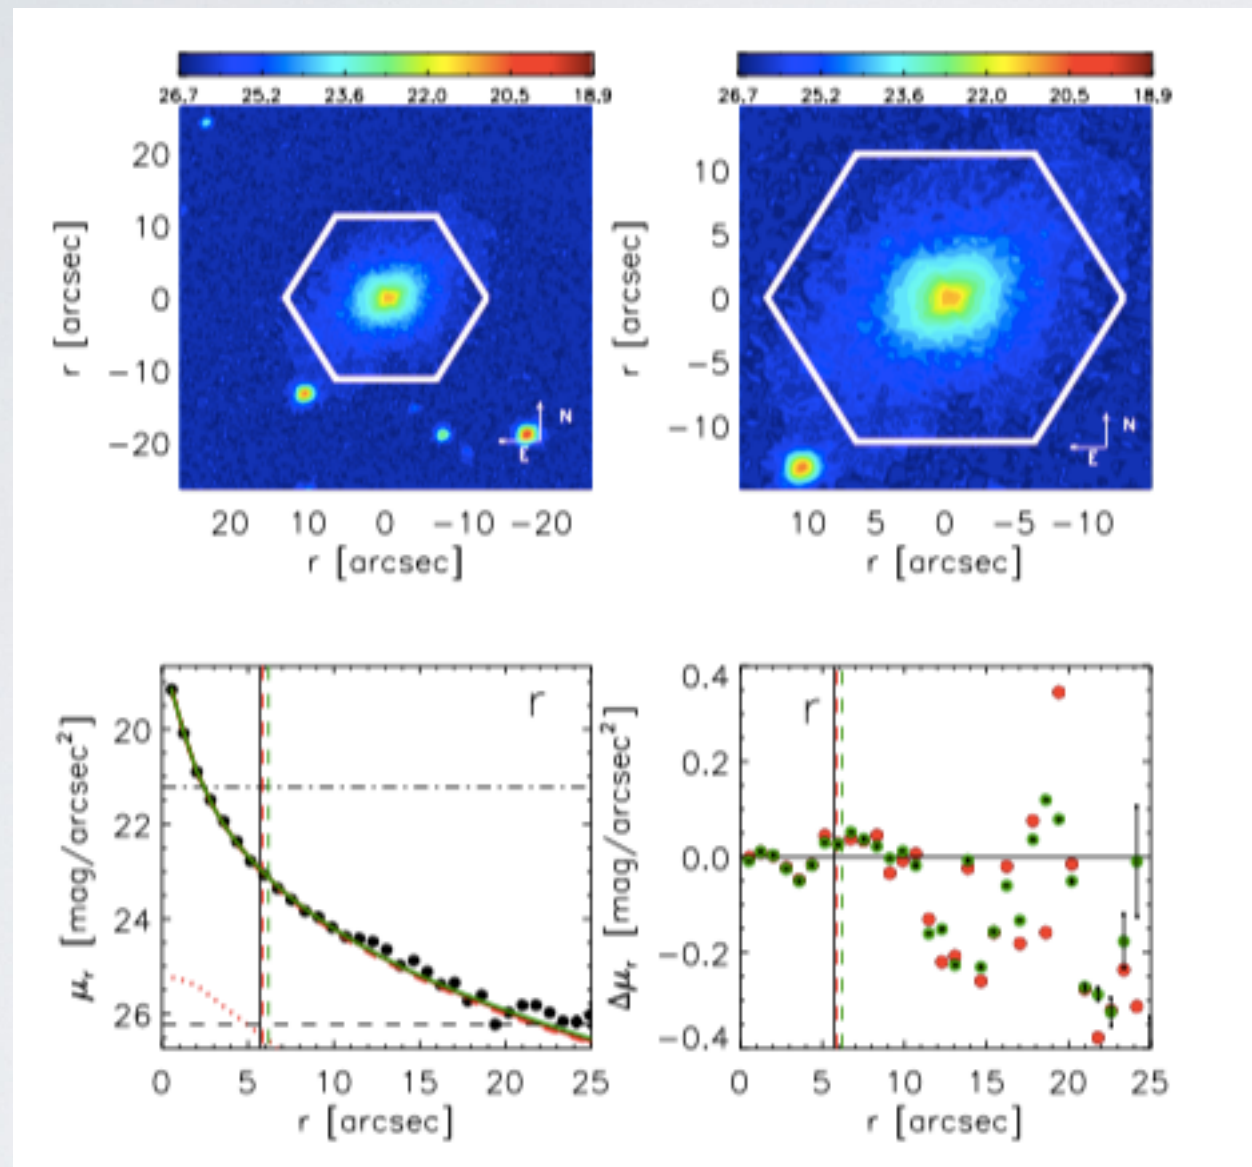 26.7 25.2 23.6 22.0 20.5 18.9
20
10
0
−10
−20
r [arcsec]
N
E
20 10 0 −10 −20
r [arcsec]
26.7 25.2 23.6 22.0 20.5 18.9
10
5
0
−5
−10
r [arcsec]
N
E
10 5 0 −5 −10
r [arcsec]
r
20
22
24
26
μr [mag/arcsec²]
0 5 10 15 20 25
r [arcsec]
r
0.4
0.2
0.0
−0.2
−0.4
Δμr [mag/arcsec²]
0 5 10 15 20 25
r [arcsec]